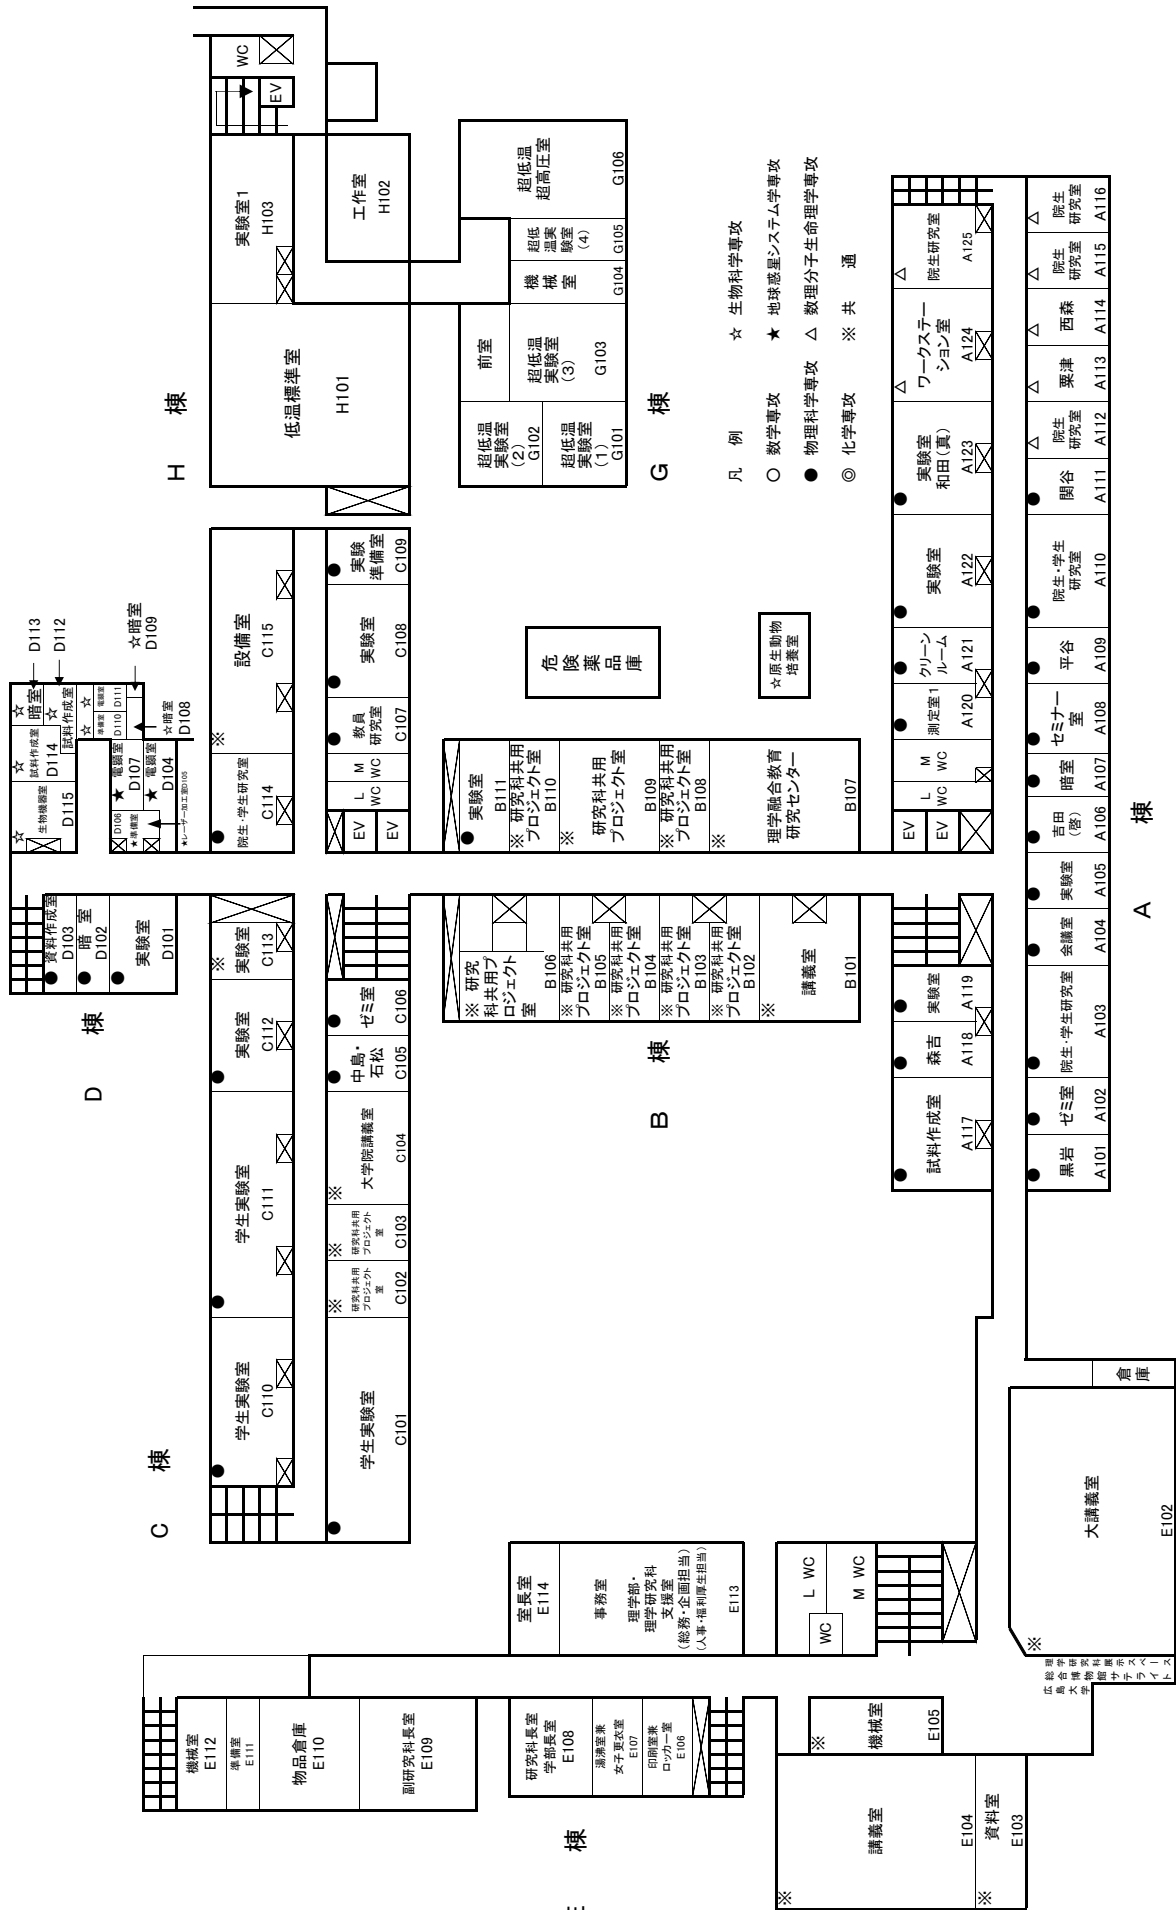 H 棟
WC
EV
実験室1
H103
工作室
H102
低温標準室
H101
超低温
超高圧室
G106
超低
温実
験室
(4)
G105
機械
室
G104
前室
超低温
実験室
(3)
G103
超低温
実験室
(2)
G102
超低温
実験室
(1)
G101
G 棟
凡 例
○ 数学専攻
● 物理科学専攻
◎ 化学専攻
☆ 生物科学専攻
★ 地球惑星システム学専攻
△ 数理分子生命理学専攻
※ 共 通
D 棟
D113
D112
☆暗室
D109
☆暗室
D108
☆
暗室
☆
試料作成室
☆
試料作成室
D114
☆
生物機器室
D115
☆
準備室
D110
☆
電顕室
D111
★ 電顕室
D107
★ 電顕室
D104
D106
★準備室
★レーザー加工室D105
●
資料作成室
D103
●
暗室
D102
●
実験室
D101
C 棟
※
設備室
C115
●
院生・学生研究室
C114
●
実験
準備室
C109
●
実験室
C108
●
教員
研究室
C107
M
WC
L
WC
EV
EV
※
実験室
C113
●
実験室
C112
●
学生実験室
C111
●
学生実験室
C110
●
ゼミ室
C106
●
中島・
石松
C105
※
大学院講義室
C104
※
研究科共用
プロジェクト
室
C103
※
研究科共用
プロジェクト
室
C102
●
学生実験室
C101
危険
薬品
庫
☆原生動物
培養室
B 棟
●
実験室
B111
※ 研究科共用
プロジェクト室
B110
※
研究科共用
プロジェクト室
B109
※ 研究科共用
プロジェクト室
B108
※
理学融合教育
研究センター
B107
※ 研究
科共用プ
ロジェクト
室
B106
※ 研究科共用
プロジェクト室
B105
※ 研究科共用
プロジェクト室
B104
※ 研究科共用
プロジェクト室
B103
※ 研究科共用
プロジェクト室
B102
※
講義室
B101
A 棟
△
院生研究室
A125
△
ワークステー
ション室
A124
●
実験室
和田(真)
A123
●
実験室
A122
●
クリーン
ルーム
A121
●
測定室1
A120
M
WC
L
WC
EV
EV
●
実験室
A119
●
森吉
A118
●
試料作成室
A117
△
院生
研究室
A116
△
院生
研究室
A115
△
西森
A114
△
粟津
A113
△
院生
研究室
A112
●
関谷
A111
●
院生・学生
研究室
A110
●
平谷
A109
●
セミナー
室
A108
●
暗室
A107
●
吉田
(啓)
A106
●
実験室
A105
●
会議室
A104
●
院生・学生研究室
A103
●
ゼミ室
A102
●
黒岩
A101
E 棟
倉庫
※
大講義室
E102
広島大学
総合博物館
理学研究科展示スペース
サテライト
室長室
E114
事務室
理学部・
理学研究科
支援室
(総務・企画担当)
(人事・福利厚生担当)
E113
L WC
M WC
WC
機械室
E112
準備室
E111
物品倉庫
E110
副研究科長室
E109
研究科長室
学部長室
E108
湯沸室兼
女子更衣室
E107
印刷室兼
ロッカー室
E106
※
機械室
E105
※
講義室
E104
※
資料室
E103